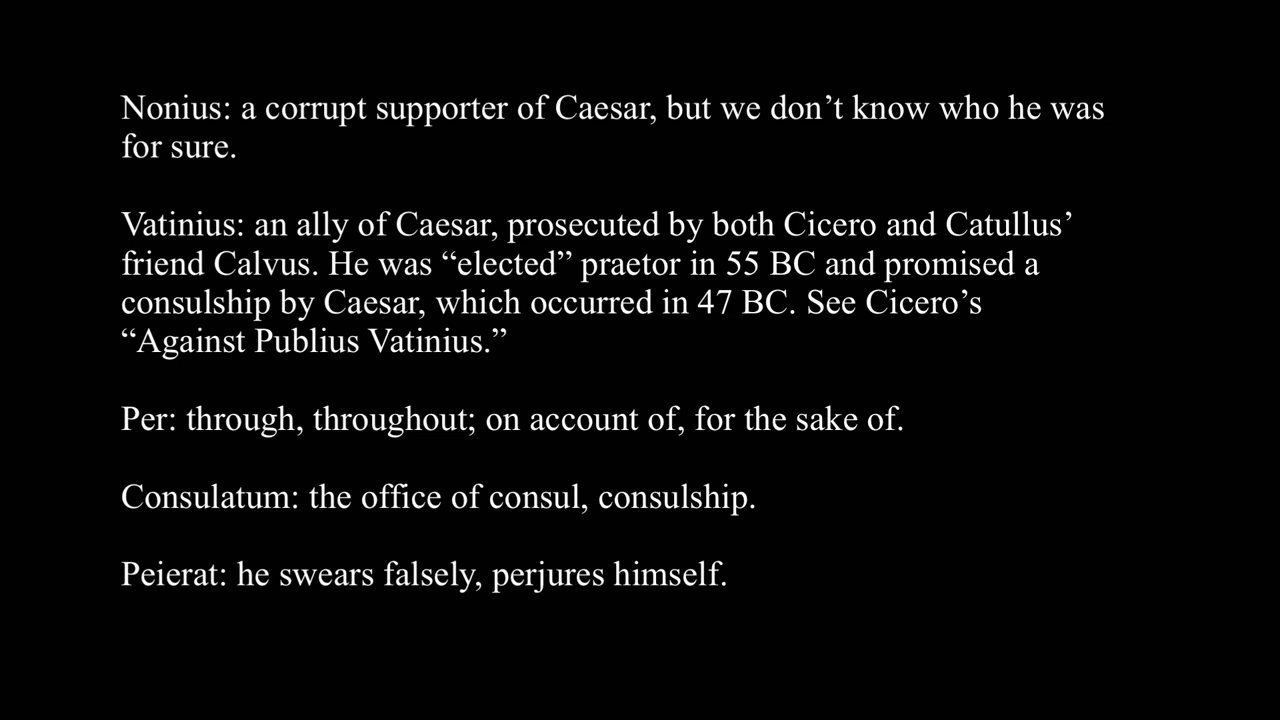 Nonius: a corrupt supporter of Caesar, but we don’t know who he was
for sure.
Vatinius: an ally of Caesar, prosecuted by both Cicero and Catullus’
friend Calvus. He was “elected” praetor in 55 BC and promised a
consulship by Caesar, which occurred in 47 BC. See Cicero’s
“Against Publius Vatinius.”
Per: through, throughout; on account of, for the sake of.
Consulatum: the office of consul, consulship.
Peierat: he swears falsely, perjures himself.